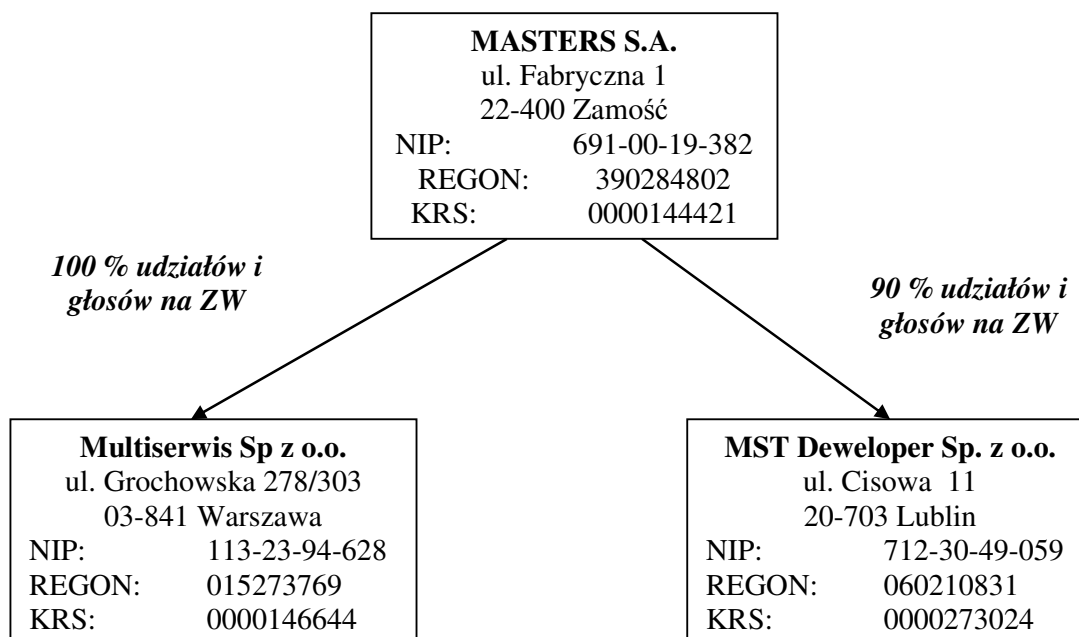 MASTERS S.A.
ul. Fabryczna 1
22-400 Zamość
NIP: 691-00-19-382
REGON: 390284802
KRS: 0000144421
100 % udziałów i
głosów na ZW
90 % udziałów i
głosów na ZW
Multiserwis Sp z o.o.
ul. Grochowska 278/303
03-841 Warszawa
NIP: 113-23-94-628
REGON: 015273769
KRS: 0000146644
MST Deweloper Sp. z o.o.
ul. Cisowa 11
20-703 Lublin
NIP: 712-30-49-059
REGON: 060210831
KRS: 0000273024